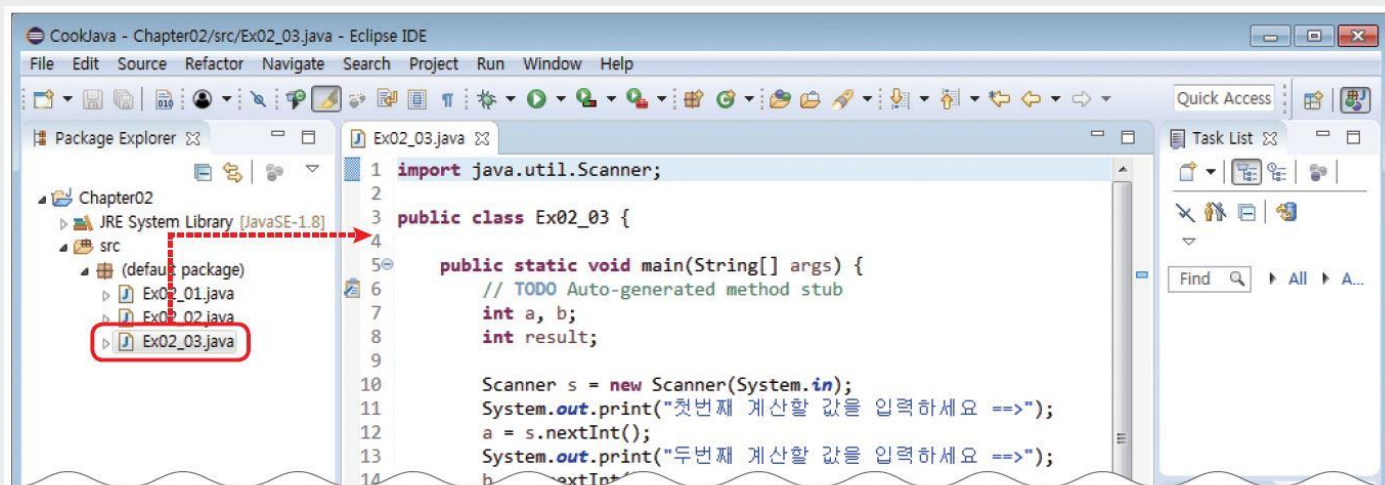 CookJava - Chapter02/src/Ex02_03.java - Eclipse IDE
File Edit Source Refactor Navigate Search Project Run Window Help
Quick Access
Package Explorer
Chapter02
JRE System Library [JavaSE-1.8]
src
(default package)
Ex02_01.java
Ex02_02.java
Ex02_03.java
Ex02_03.java
1 import java.util.Scanner;
2
3 public class Ex02_03 {
4
5 public static void main(String[] args) {
6 // TODO Auto-generated method stub
7 int a, b;
8 int result;
9
10 Scanner s = new Scanner(System.in);
11 System.out.print("첫번째 계산할 값을 입력하세요 ==>");
12 a = s.nextInt();
13 System.out.print("두번째 계산할 값을 입력하세요 ==>");
14 b
Task List
Find All A...